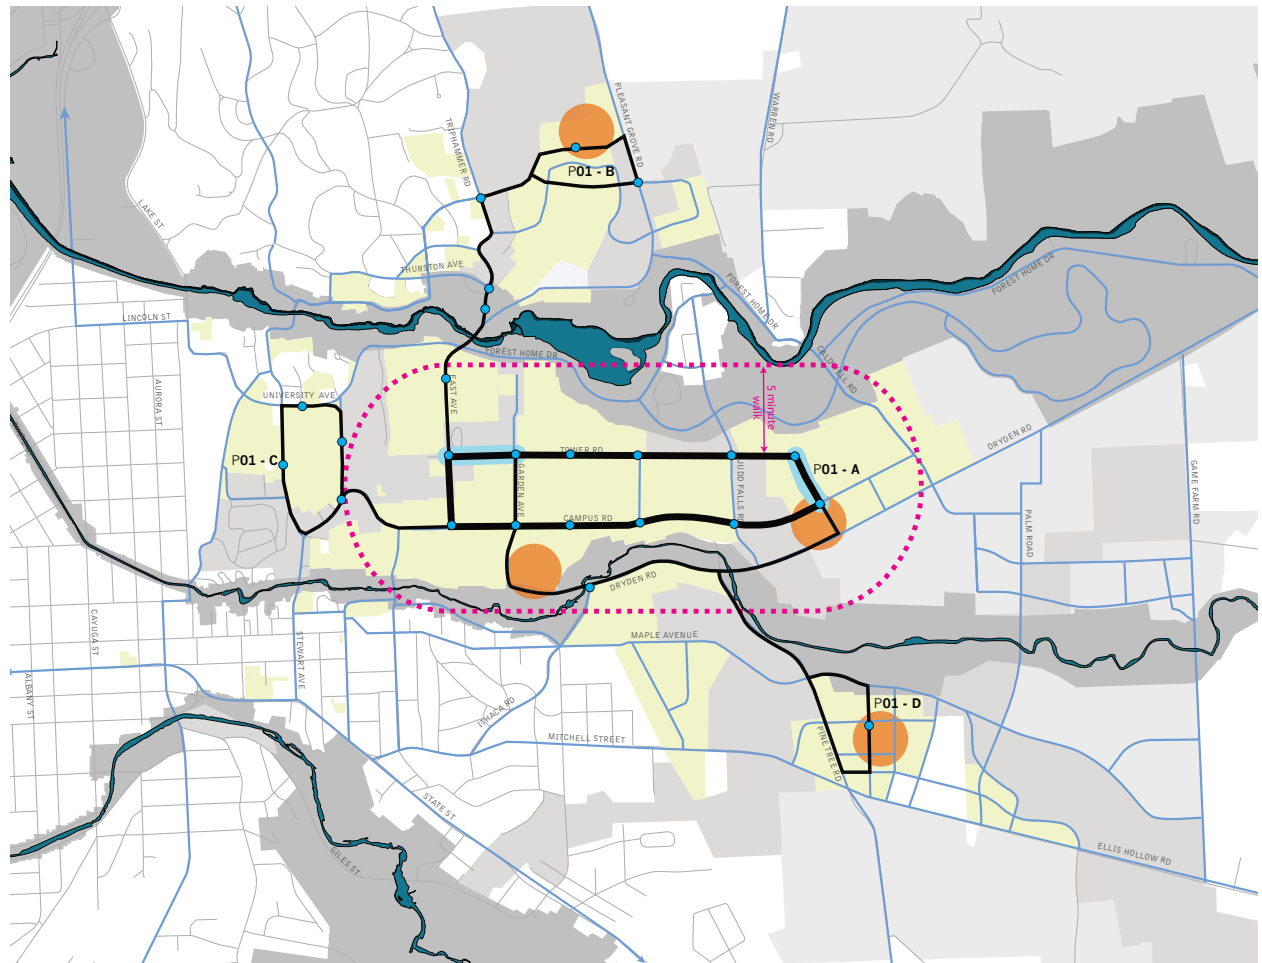 PLEASANT GROVE RD
WARREN RD
TRIPHAMMER RD
P01 - B
LAKE ST
THURSTON AVE
FOREST HOME DR
FOREST HOME DR
LINCOLN ST
FOREST HOME DR
CALDWELL RD
AURORA ST
UNIVERSITY AVE
EAST AVE
5 minute
walk
DRYDEN RD
TOWER RD
P01 - C
P01 - A
GARDEN AVE
JUDD FALLS RD
GAME FARM RD
CAMPUS RD
PALM ROAD
DRYDEN RD
CAYUGA ST
STEWART AVE
MAPLE AVENUE
ALBANY ST
ITHACA RD
P01 - D
MITCHELL STREET
PINE TREE RD
STATE ST
GILES ST
ELLIS HOLLOW RD